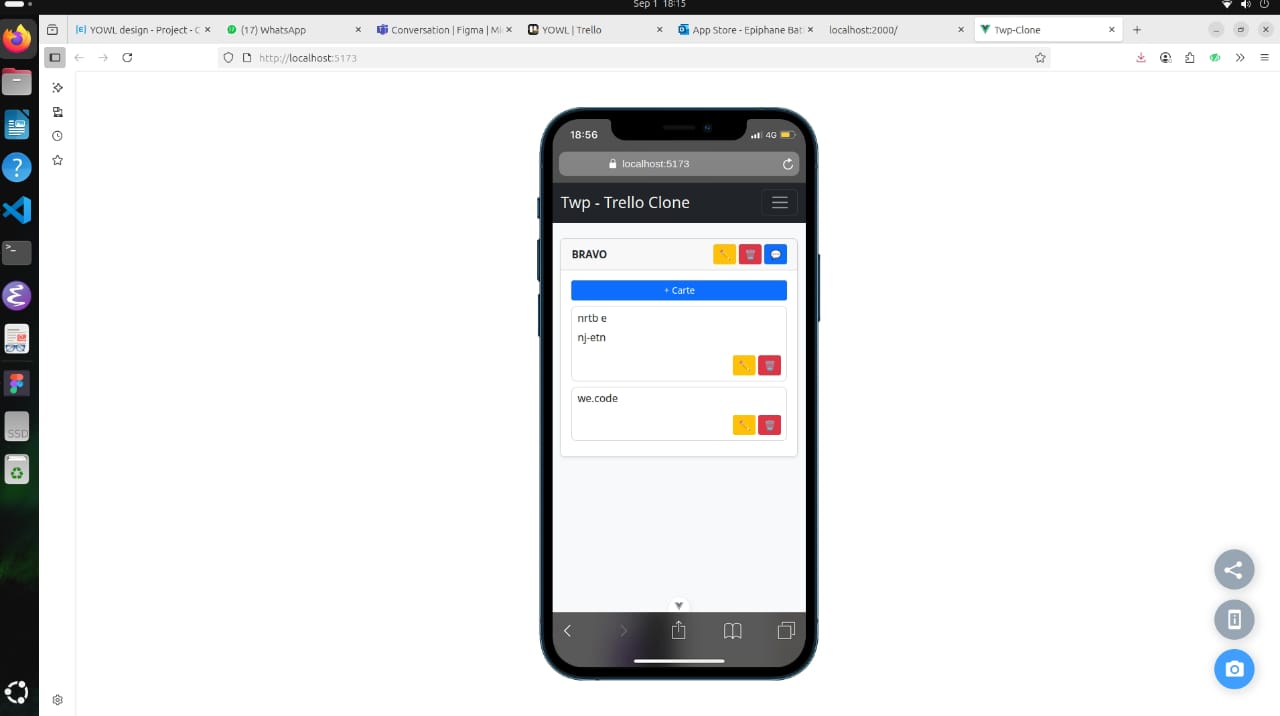 Sep 1 18:15
YOWL design - Project - C
(17) WhatsApp
Conversation | Figma | Mi
YOWL | Trello
App Store - Epiphane Bat
localhost:2000/
Twp-Clone
http://localhost:5173
18:56
4G
localhost:5173
Twp - Trello Clone
BRAVO
+ Carte
nrtb e
nj-etn
we.code
SSD